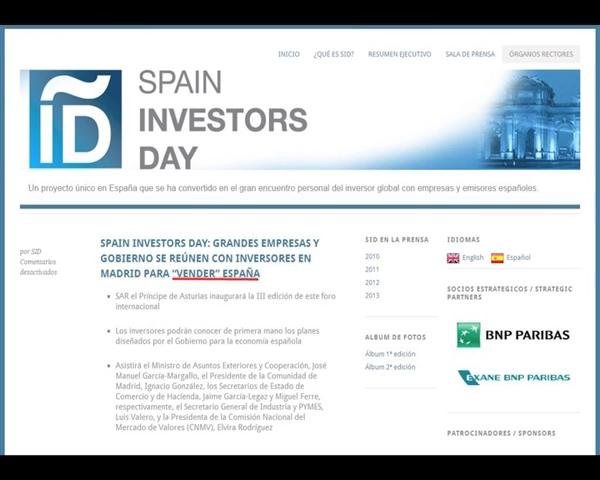 INICIO ¿QUÉ ES SID? RESUMEN EJECUTIVO SALA DE PRENSA ÓRGANOS RECTORES
ĨD
SPAIN
INVESTORS
DAY
Un proyecto único en España que se ha convertido en el gran encuentro personal del inversor global con empresas y emisores españoles.
por SID
Comentarios
desactivados
SPAIN INVESTORS DAY: GRANDES EMPRESAS Y
GOBIERNO SE REÚNEN CON INVERSORES EN
MADRID PARA “VENDER” ESPAÑA
SAR el Príncipe de Asturias inaugurará la III edición de este foro
internacional
Los inversores podrán conocer de primera mano los planes
diseñados por el Gobierno para la economía española
Asistirá el Ministro de Asuntos Exteriores y Cooperación, José
Manuel García-Margallo, el Presidente de la Comunidad de
Madrid, Ignacio González, los Secretarios de Estado de
Comercio y de Hacienda, Jaime García-Legaz y Miguel Ferre,
respectivamente, el Secretario General de Industria y PYMES,
Luis Valero, y la Presidenta de la Comisión Nacional del
Mercado de Valores (CNMV), Elvira Rodríguez
SID EN LA PRENSA
2010
2011
2012
2013
ALBUM DE FOTOS
Álbum 1ª edición
Álbum 2ª edición
IDIOMAS
English Español
SOCIOS ESTRATEGICOS / STRATEGIC
PARTNERS
BNP PARIBAS
EXANE BNP PARIBAS
PATROCINADORES / SPONSORS